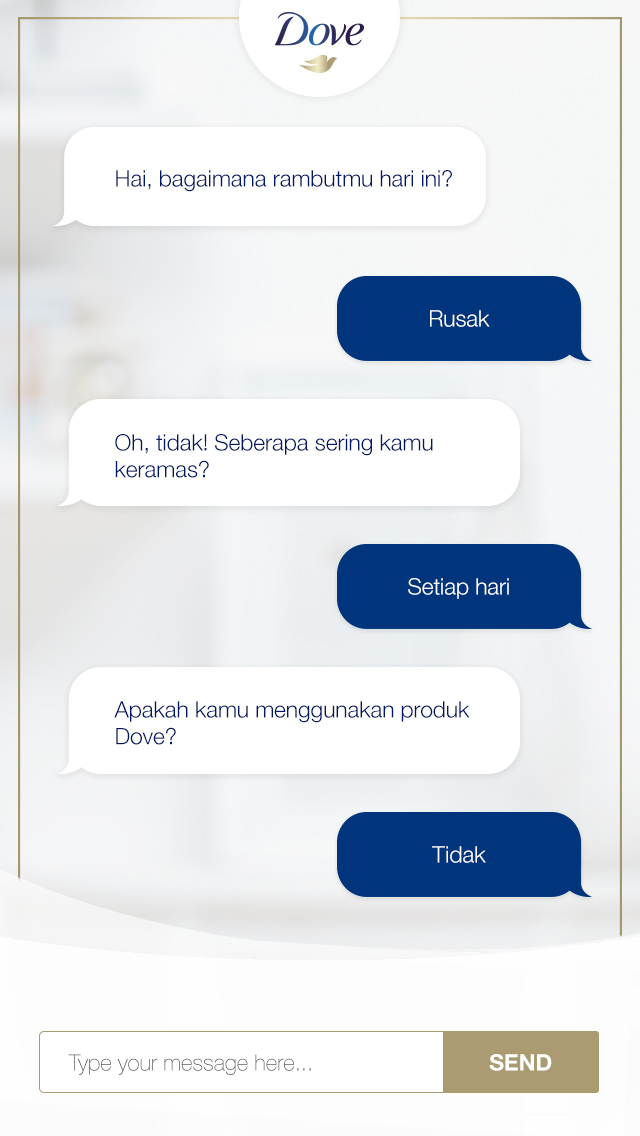 Dove
Hai, bagaimana rambutmu hari ini?
Rusak
Oh, tidak! Seberapa sering kamu
keramas?
Setiap hari
Apakah kamu menggunakan produk
Dove?
Tidak
Type your message here...
SEND